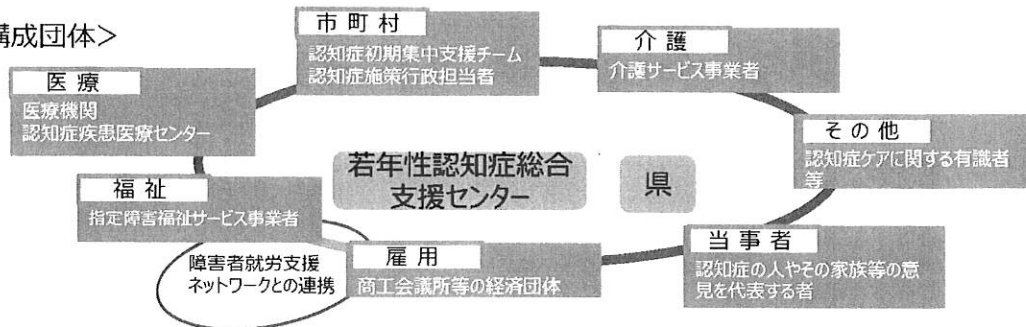 構成団体＞
市町村
認知症初期集中支援チーム
認知症施策行政担当者
介護
介護サービス事業者
医療
医療機関
認知症疾患医療センター
その他
認知症ケアに関する有識者
等
若年性認知症総合
支援センター
県
福祉
指定障害福祉サービス事業者
障害者就労支援
ネットワークとの連携
雇用
商工会議所等の経済団体
当事者
認知症の人やその家族等の意
見を代表する者